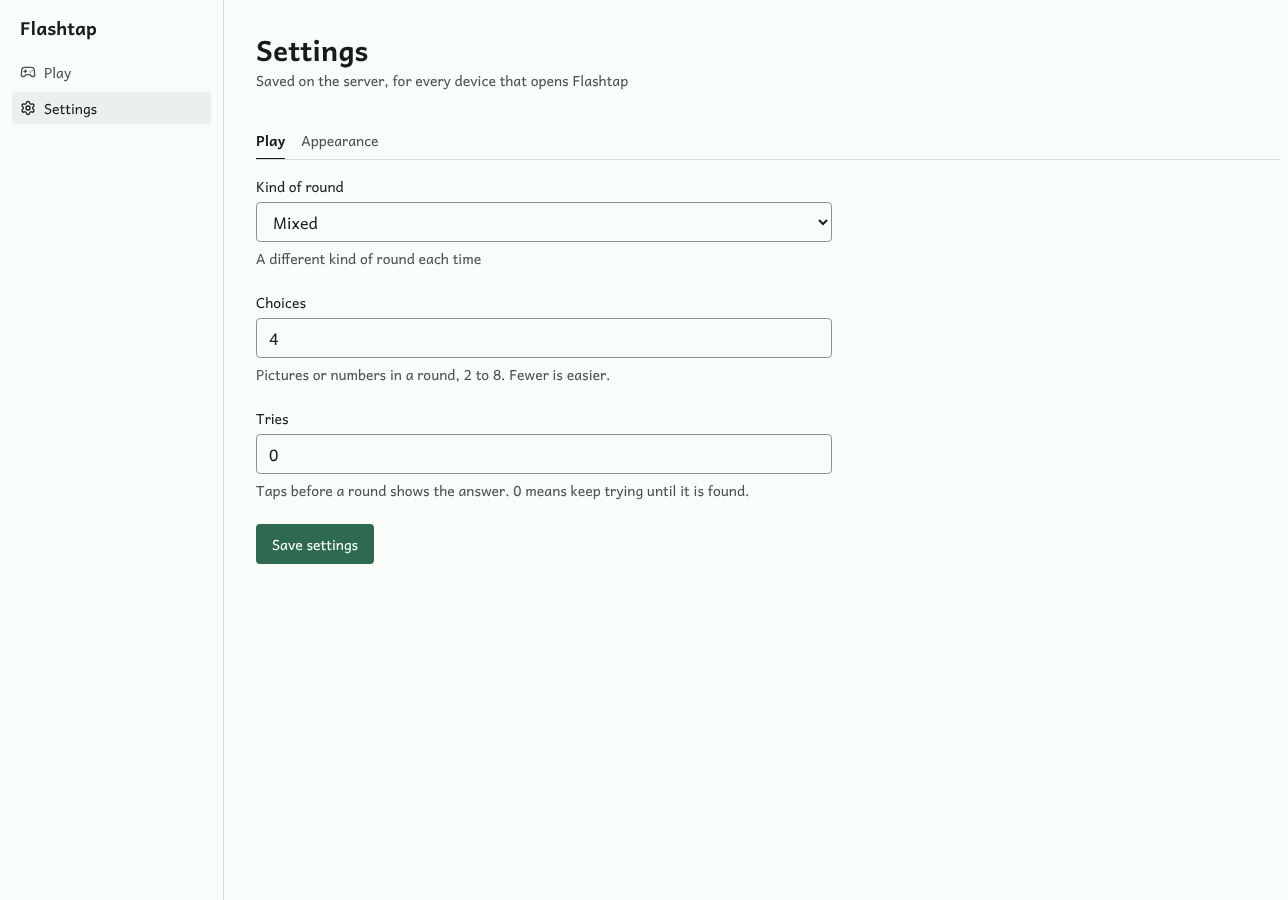 Flashtap
Play
Settings
Settings
Saved on the server, for every device that opens Flashtap
Play
Appearance
Kind of round
Mixed
A different kind of round each time
Choices
4
Pictures or numbers in a round, 2 to 8. Fewer is easier.
Tries
0
Taps before a round shows the answer. 0 means keep trying until it is found.
Save settings